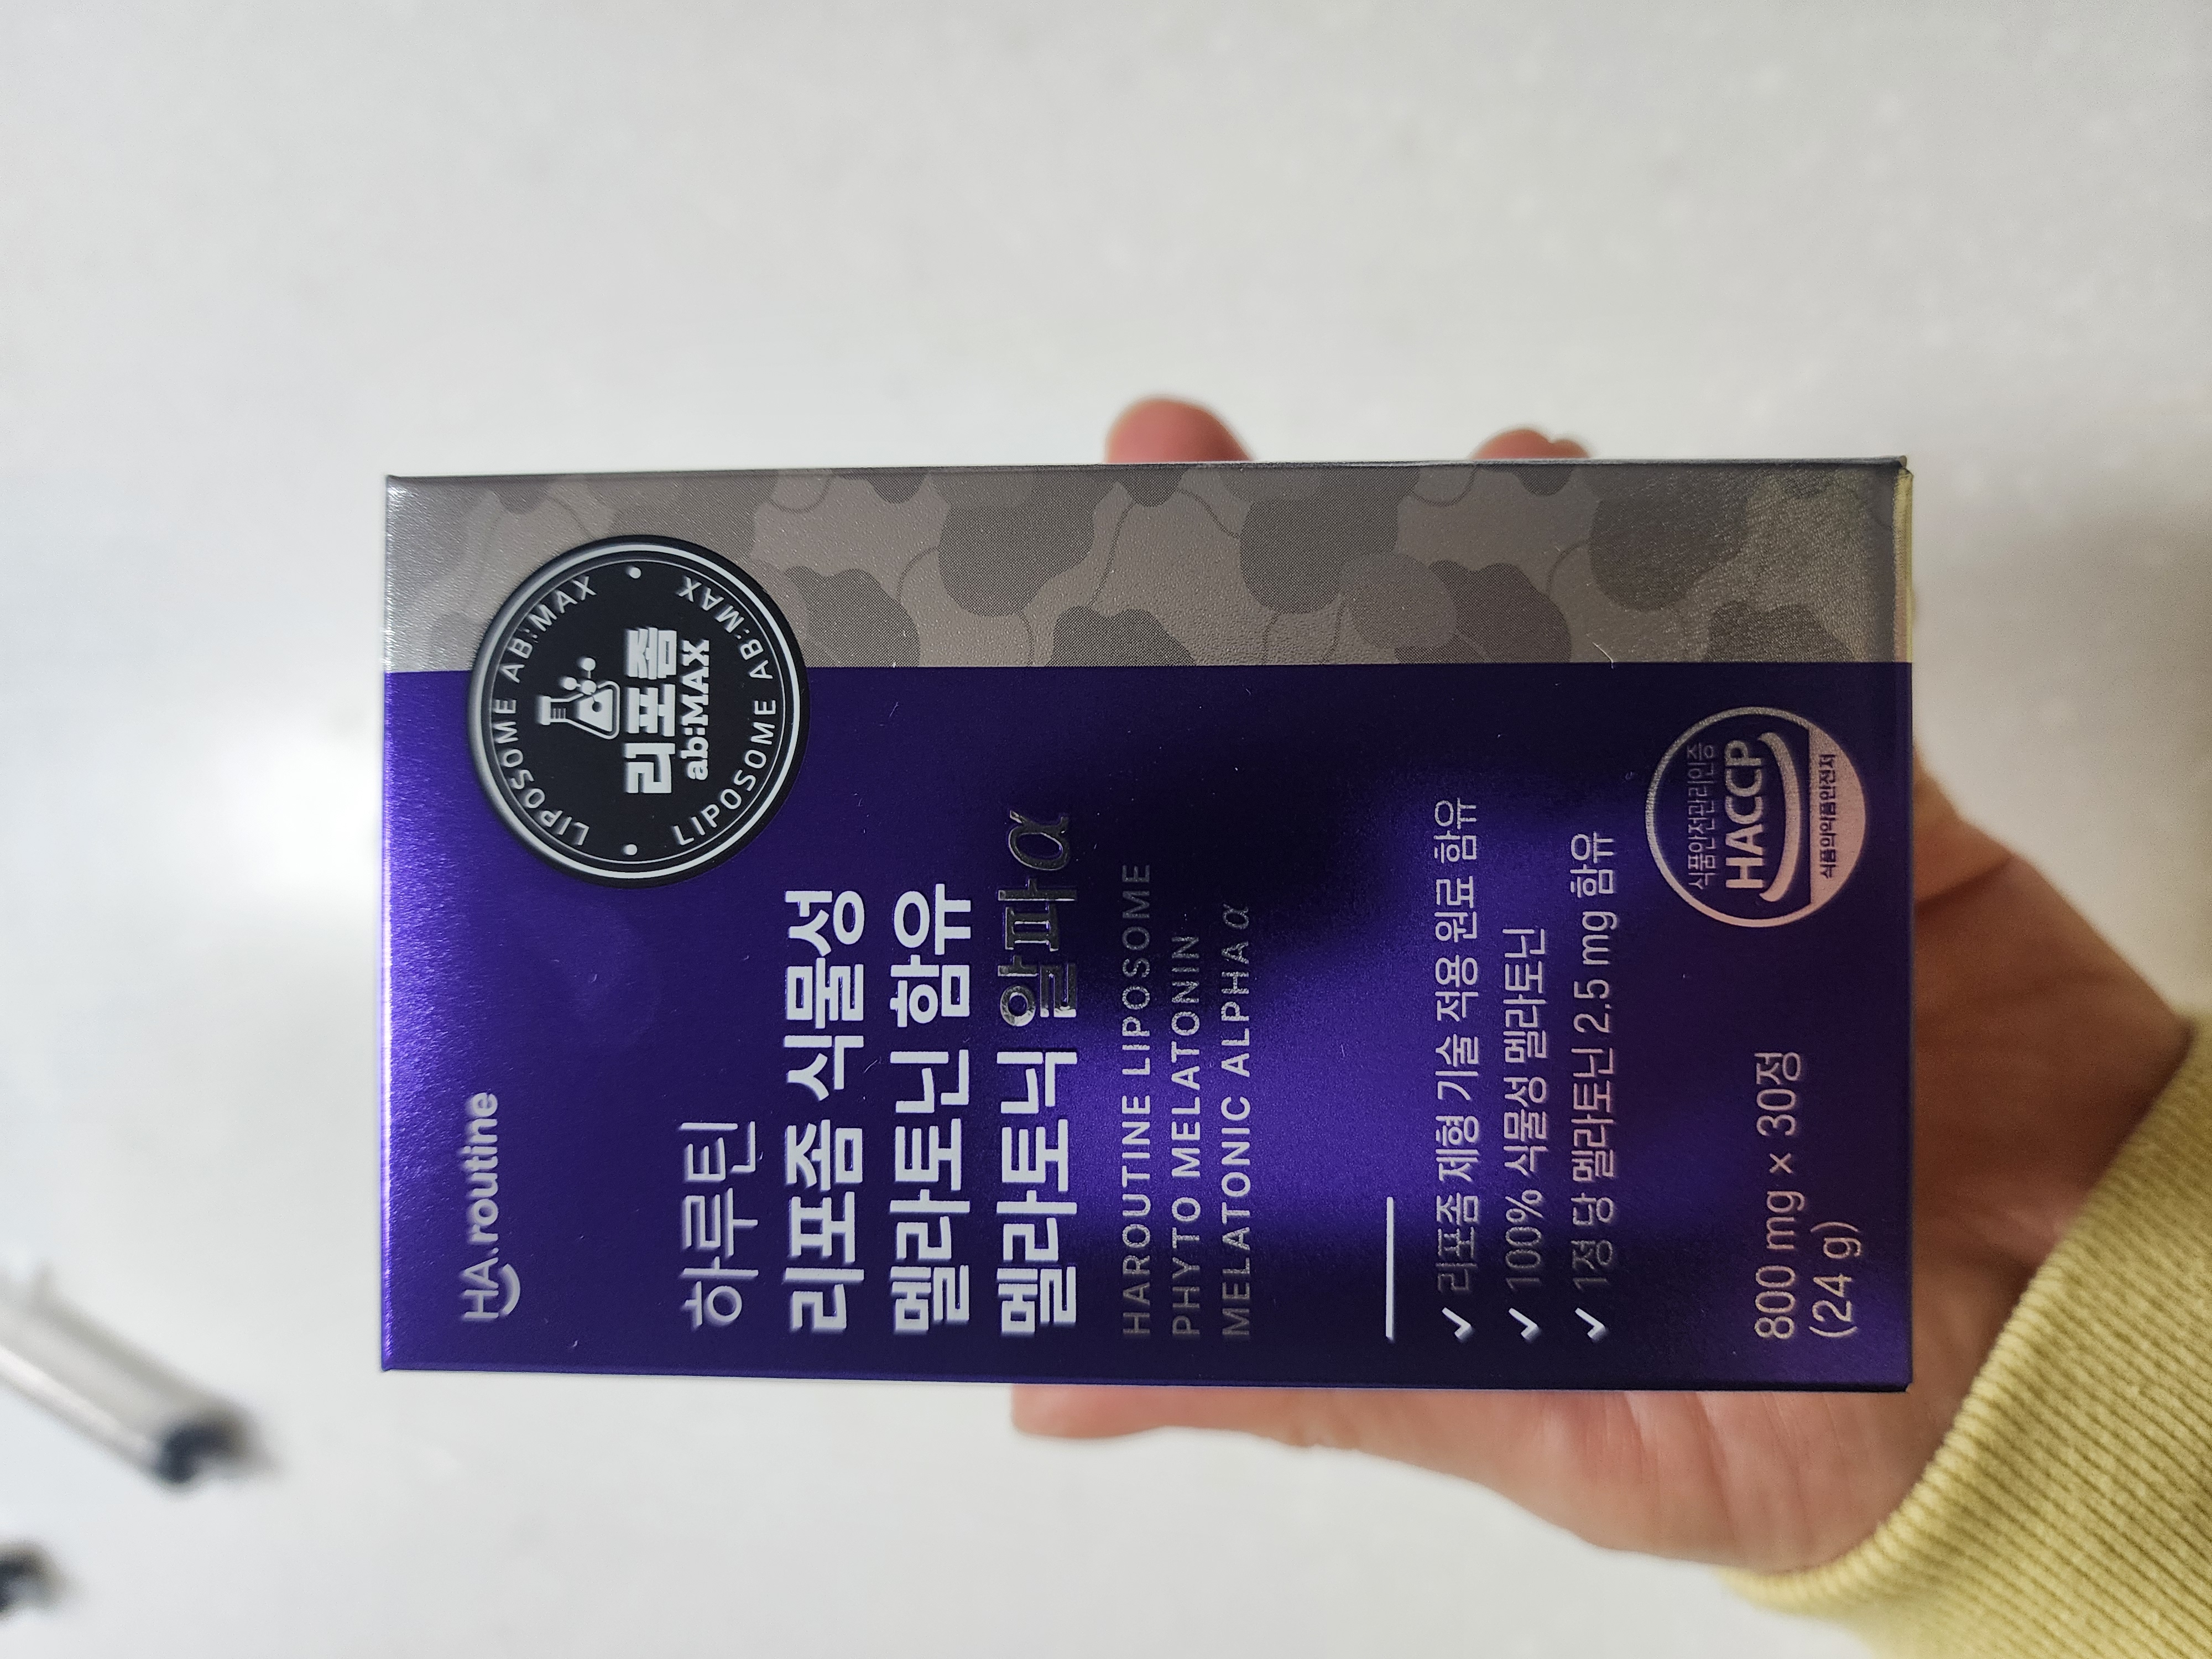 HA.routine
LIPOSOME AB:MAX
리포좀
ab:MAX
LIPOSOME AB:MAX
하루틴
리포좀 식물성
멜라토닌 함유
멜라토닉 알파α
HAROUTINE LIPOSOME
PHYTO MELATONIN
MELATONIC ALPHA α
리포좀 제형 기술 적용 원료 함유
100% 식물성 멜라토닌
1정 당 멜라토닌 2.5 mg 함유
800 mg × 30정
(24 g)
식품안전관리인증
HACCP
식품의약품안전처